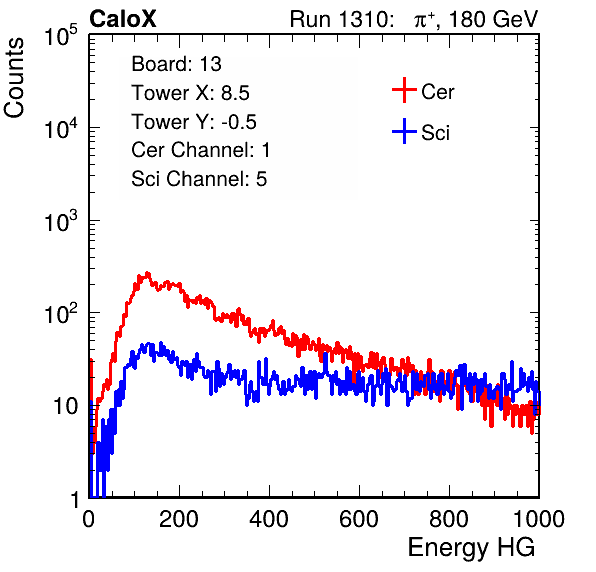 CaloX Run 1310: π⁺, 180 GeV
Counts
Board: 13
Tower X: 8.5
Tower Y: -0.5
Cer Channel: 1
Sci Channel: 5
Cer
Sci
10⁵
10⁴
10³
10²
10
1
0 200 400 600 800 1000
Energy HG